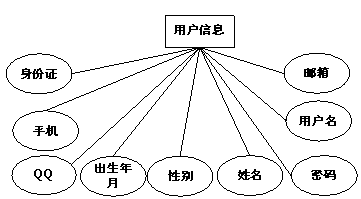 用户信息
身份证
邮箱
手机
用户名
QQ
出生年
月
性别
姓名
密码